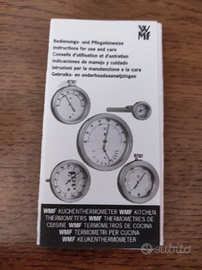 WMF
Bedienungs- und Pflegehinweise
Instructions for use and care
Conseils d'utilisation et d'entretien
Indicaciones de manejo y cuidado
Istruzioni per la manutenzione e la cura
Gebruiks- en onderhoudsaanwijzingen
WMF KÜCHENTHERMOMETER WMF KITCHEN
THERMOMETERS WMF THERMOMÈTRES DE
CUISINE WMF TERMÓMETROS DE COCINA
WMF TERMOMETRI PER CUCINA
WMF KEUKENTHERMOMETER
subito